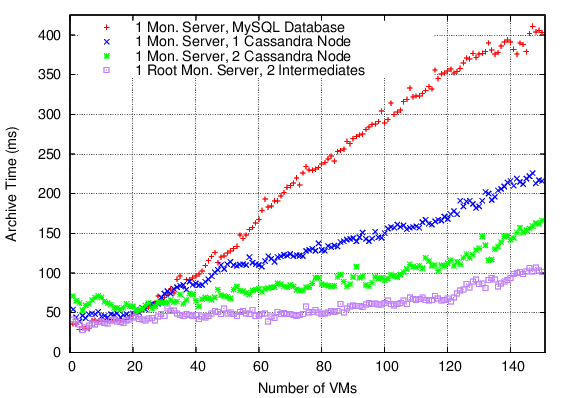 1 Mon. Server, MySQL Database
1 Mon. Server, 1 Cassandra Node
1 Mon. Server, 2 Cassandra Node
1 Root Mon. Server, 2 Intermediates
400
350
300
250
200
150
100
50
0
Archive Time (ms)
0 20 40 60 80 100 120 140
Number of VMs